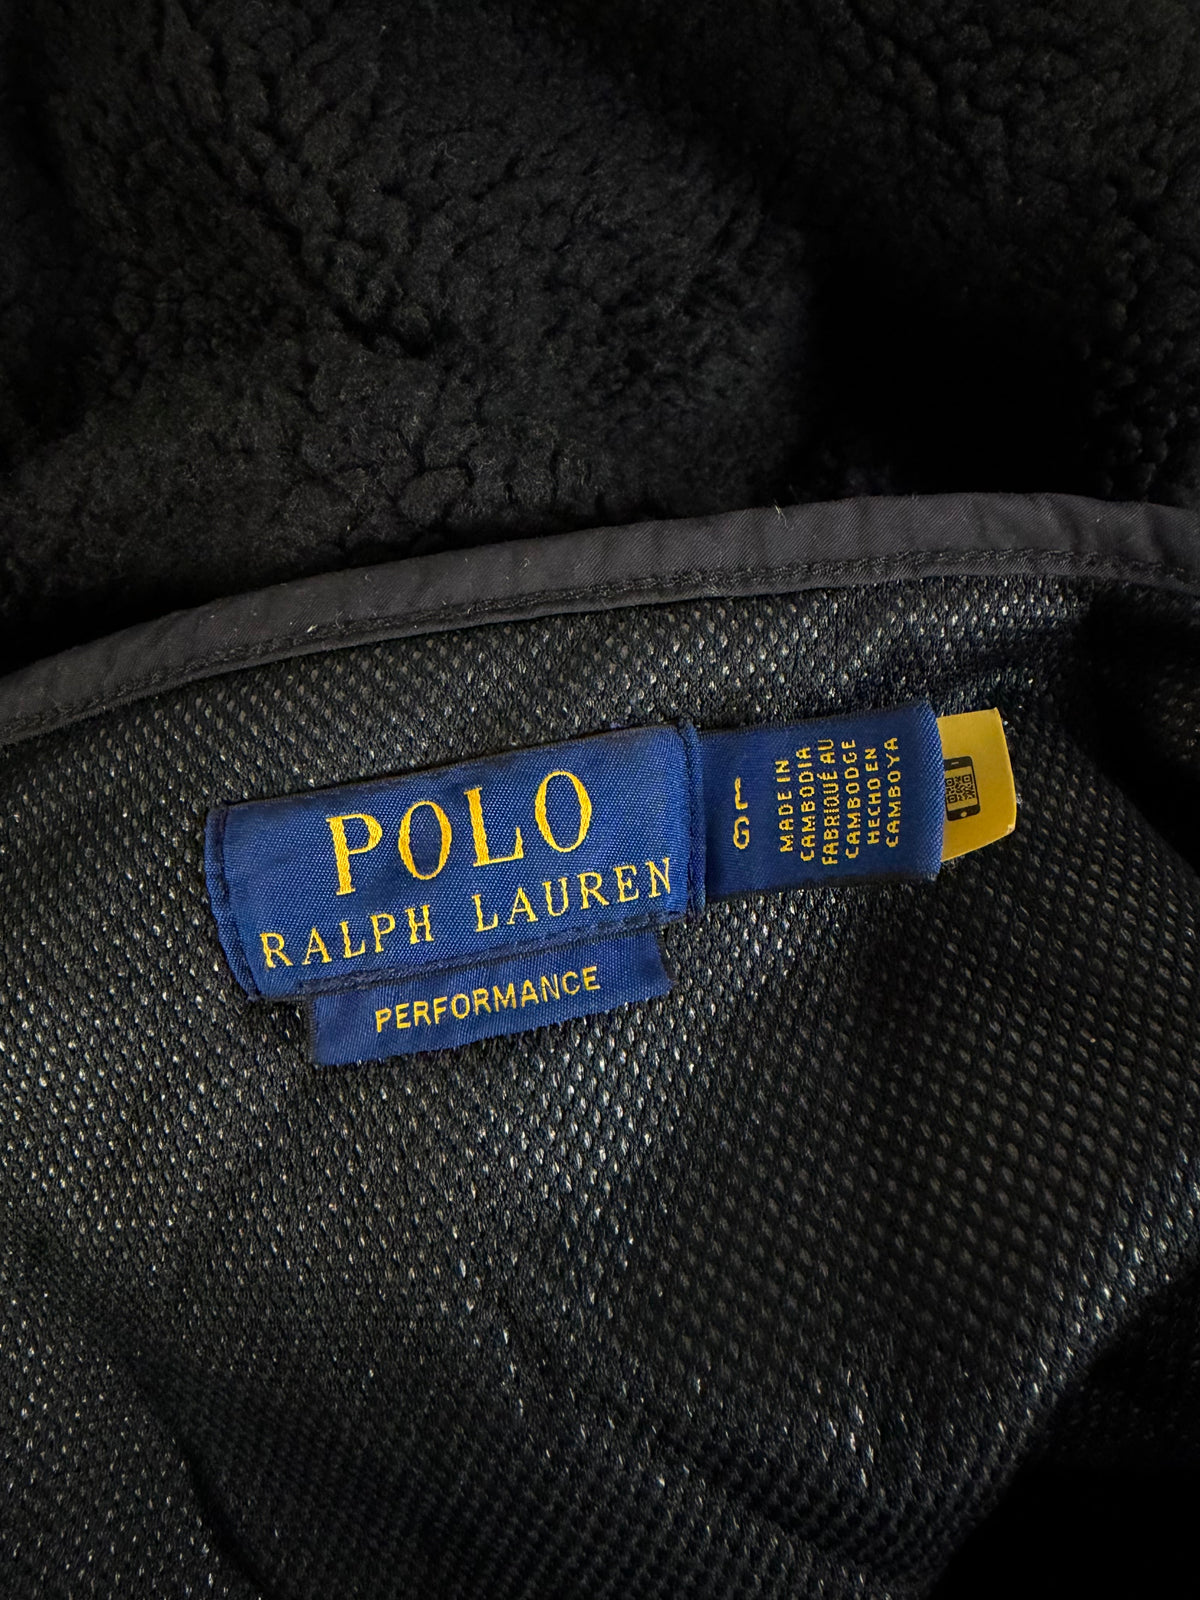 POLO
RALPH LAUREN
PERFORMANCE
L
G
MADE IN
CAMBODIA
FABRIQUÉ AU
CAMBODGE
HECHO EN
CAMBOYA